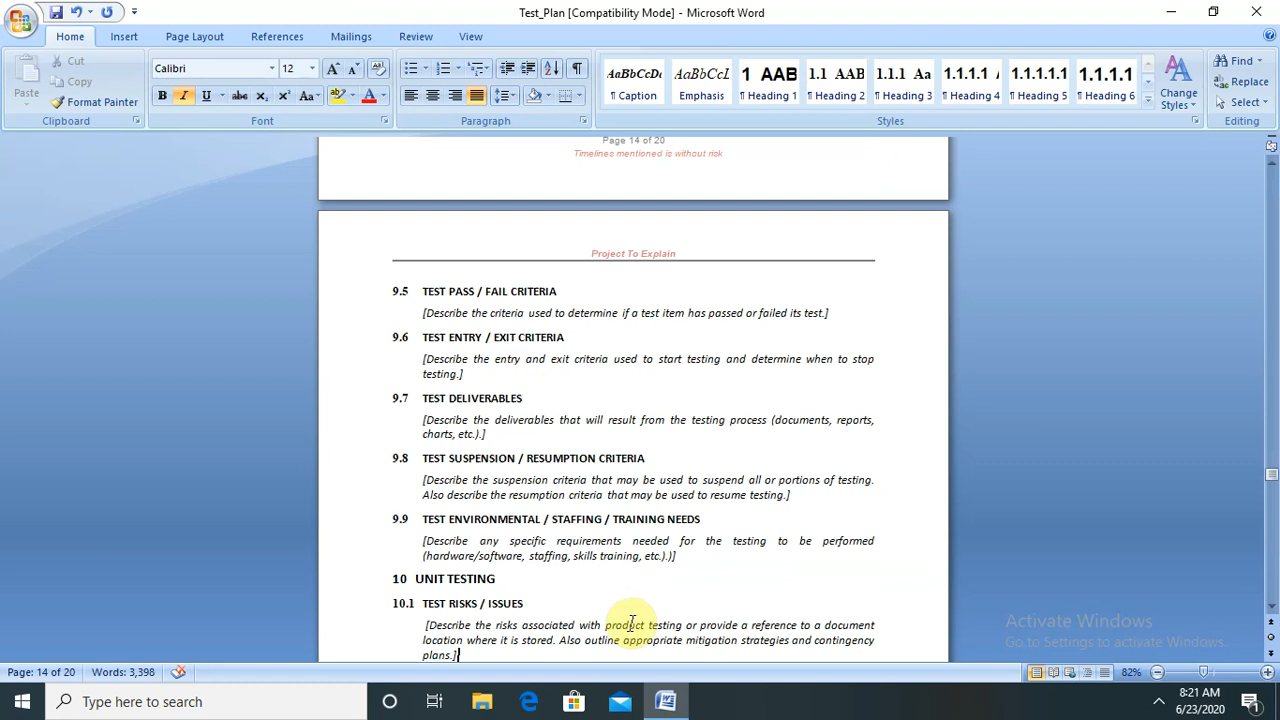 Test_Plan [Compatibility Mode] - Microsoft Word
Home Insert Page Layout References Mailings Review View
Paste
Cut
Copy
Format Painter
Clipboard
Calibri 12
Font
Paragraph
AaBbCcDı AaBbCcL 1 AAB 1.1 AAB 1.1.1 Aa 1.1.1.1 1.1.1.1 1.1.1.1
¶ Caption Emphasis ¶ Heading 1 ¶ Heading 2 ¶ Heading 3 ¶ Heading 4 ¶ Heading 5 ¶ Heading 6
Change Styles
Styles
Find
Replace
Select
Editing
Page 14 of 20
Timelines mentioned is without risk
Project To Explain
9.5 TEST PASS / FAIL CRITERIA
[Describe the criteria used to determine if a test item has passed or failed its test.]
9.6 TEST ENTRY / EXIT CRITERIA
[Describe the entry and exit criteria used to start testing and determine when to stop
testing.]
9.7 TEST DELIVERABLES
[Describe the deliverables that will result from the testing process (documents, reports,
charts, etc.).]
9.8 TEST SUSPENSION / RESUMPTION CRITERIA
[Describe the suspension criteria that may be used to suspend all or portions of testing.
Also describe the resumption criteria that may be used to resume testing.]
9.9 TEST ENVIRONMENTAL / STAFFING / TRAINING NEEDS
[Describe any specific requirements needed for the testing to be performed
(hardware/software, staffing, skills training, etc.).)]
10 UNIT TESTING
10.1 TEST RISKS / ISSUES
[Describe the risks associated with product testing or provide a reference to a document
location where it is stored. Also outline appropriate mitigation strategies and contingency
plans.]
Activate Windows
Go to Settings to activate Windows.
Page: 14 of 20 Words: 3,398 82%
Type here to search
8:21 AM
6/23/2020